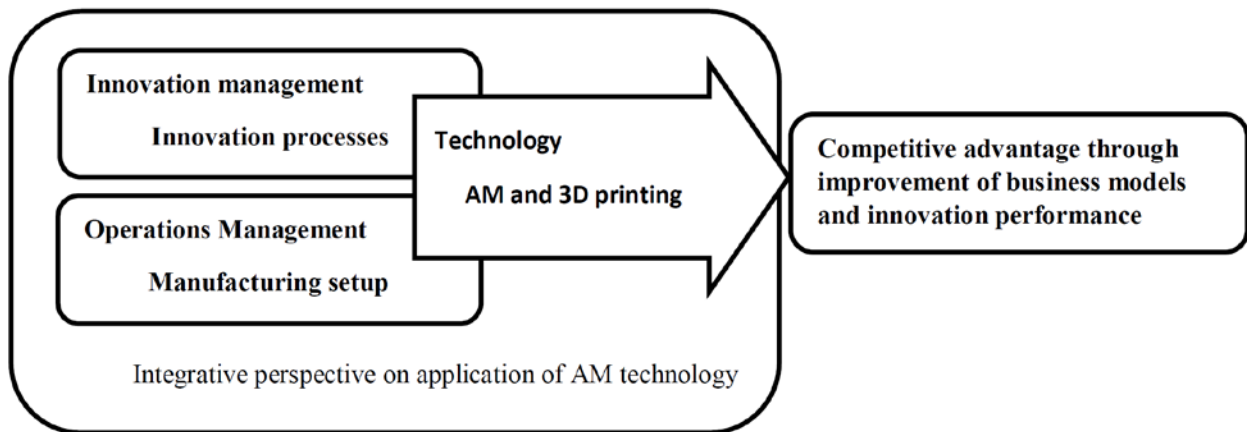 Innovation management
Innovation processes
Technology
AM and 3D printing
Operations Management
Manufacturing setup
Integrative perspective on application of AM technology
Competitive advantage through
improvement of business models
and innovation performance